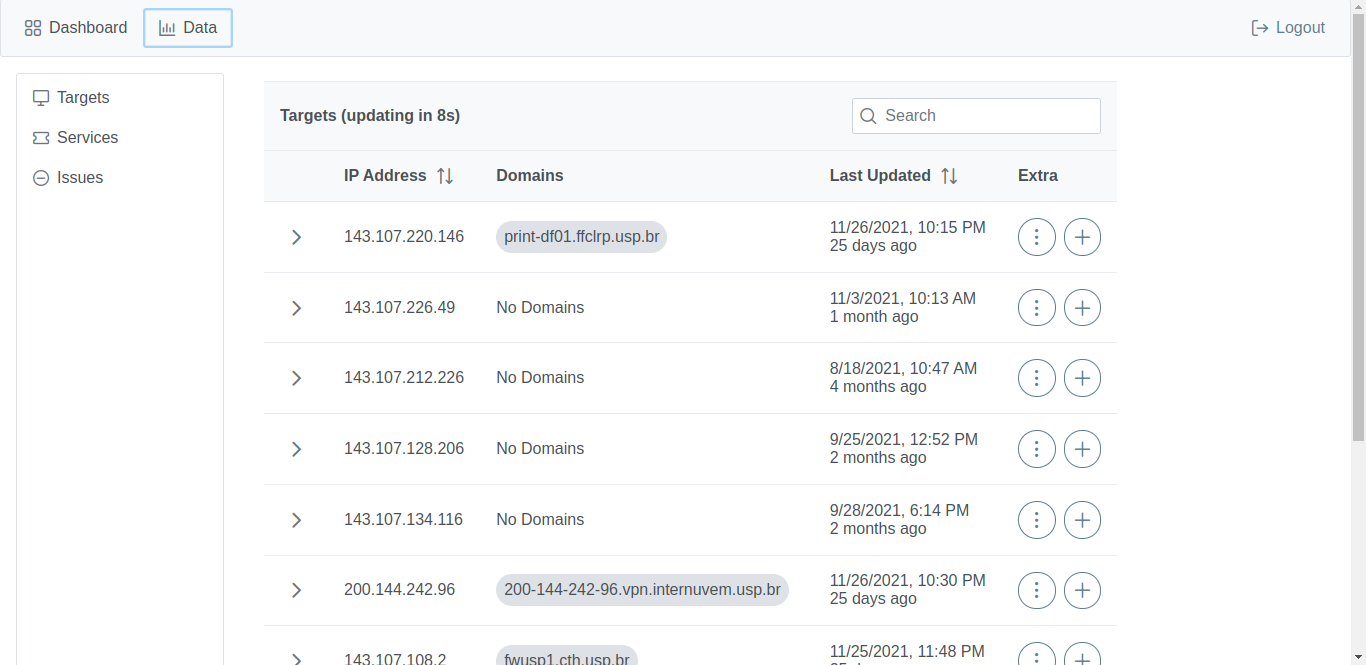 Dashboard
Data
Logout
Targets
Services
Issues
Targets (updating in 8s)
Search
IP Address Domains Last Updated Extra
143.107.220.146 print-df01.ffclrp.usp.br 11/26/2021, 10:15 PM
25 days ago
143.107.226.49 No Domains 11/3/2021, 10:13 AM
1 month ago
143.107.212.226 No Domains 8/18/2021, 10:47 AM
4 months ago
143.107.128.206 No Domains 9/25/2021, 12:52 PM
2 months ago
143.107.134.116 No Domains 9/28/2021, 6:14 PM
2 months ago
200.144.242.96 200-144-242-96.vpn.internuvem.usp.br 11/26/2021, 10:30 PM
25 days ago
143.107.108.2 fwusp1.cth.usp.br 11/25/2021, 11:48 PM